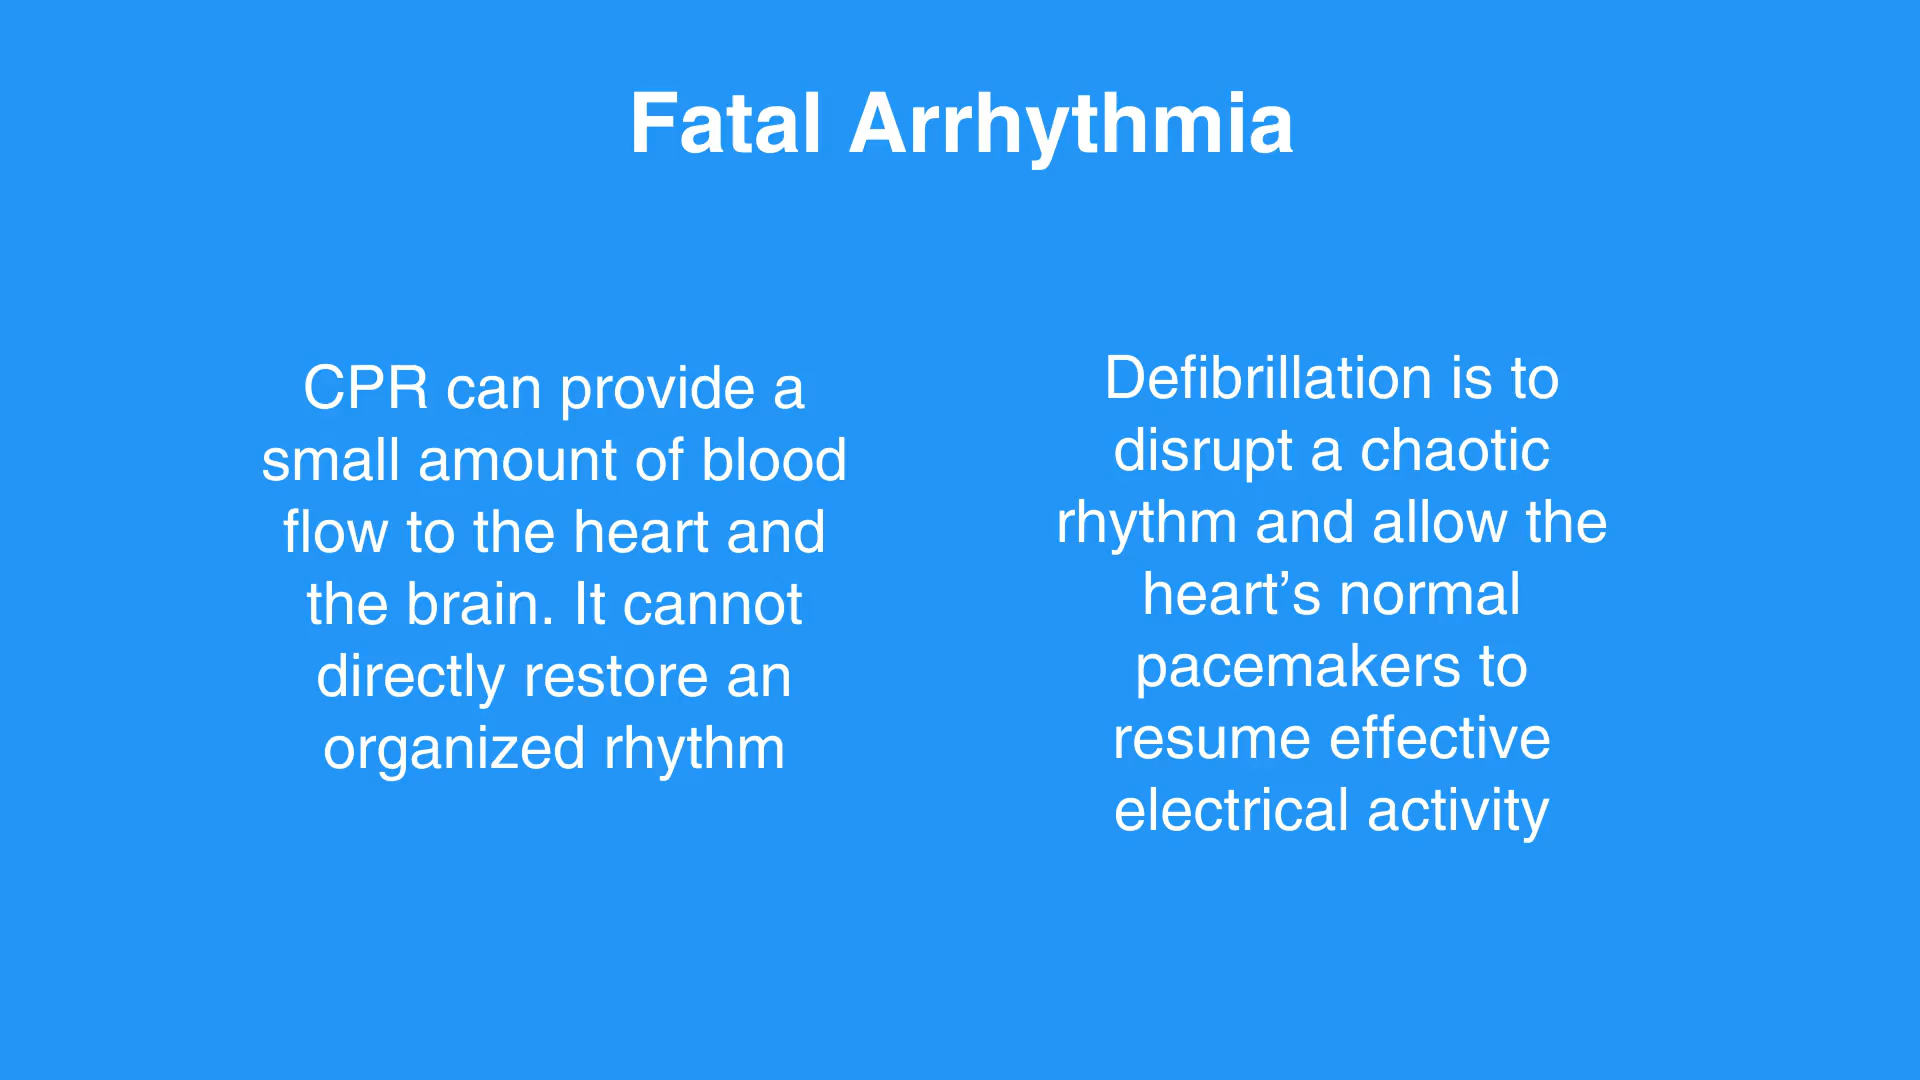 Fatal Arrhythmia
CPR can provide a
small amount of blood
flow to the heart and
the brain. It cannot
directly restore an
organized rhythm
Defibrillation is to
disrupt a chaotic
rhythm and allow the
heart’s normal
pacemakers to
resume effective
electrical activity